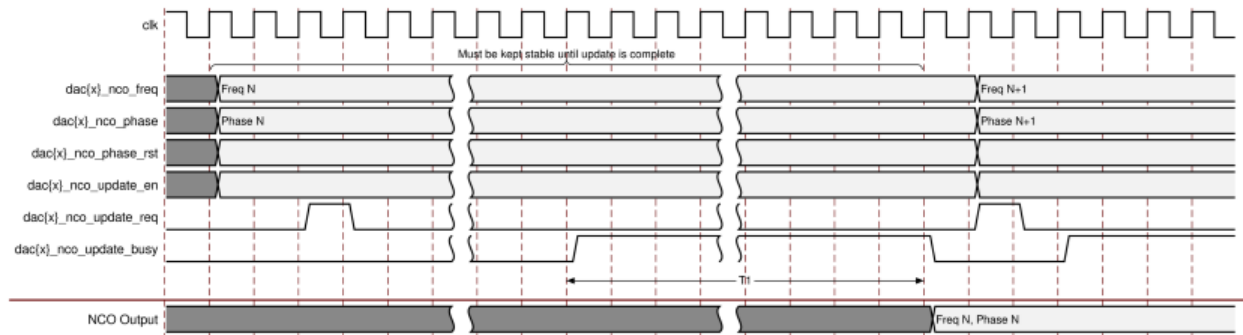 clk
Must be kept stable until update is complete
dac{x}_nco_freq Freq N Freq N+1
dac{x}_nco_phase Phase N Phase N+1
dac{x}_nco_phase_rst
dac{x}_nco_update_en
dac{x}_nco_update_req
dac{x}_nco_update_busy
NCO Output Freq N, Phase N